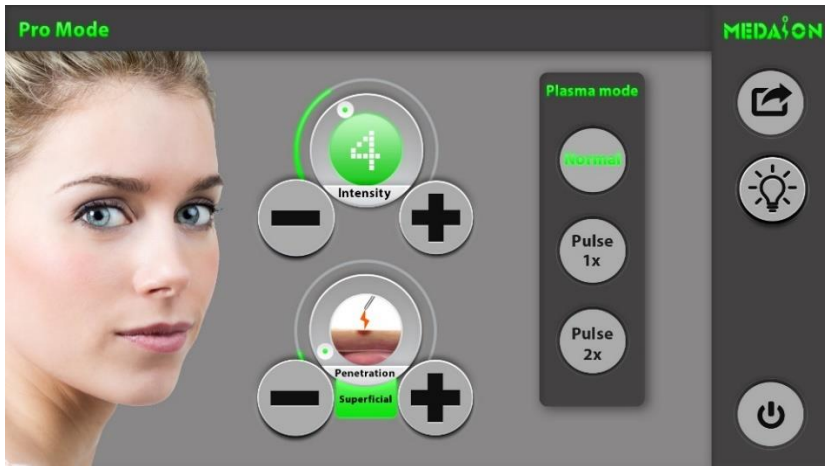 Pro Mode
MEDAION
4
Intensity
Penetration
Superficial
Plasma mode
Normal
Pulse
1x
Pulse
2x